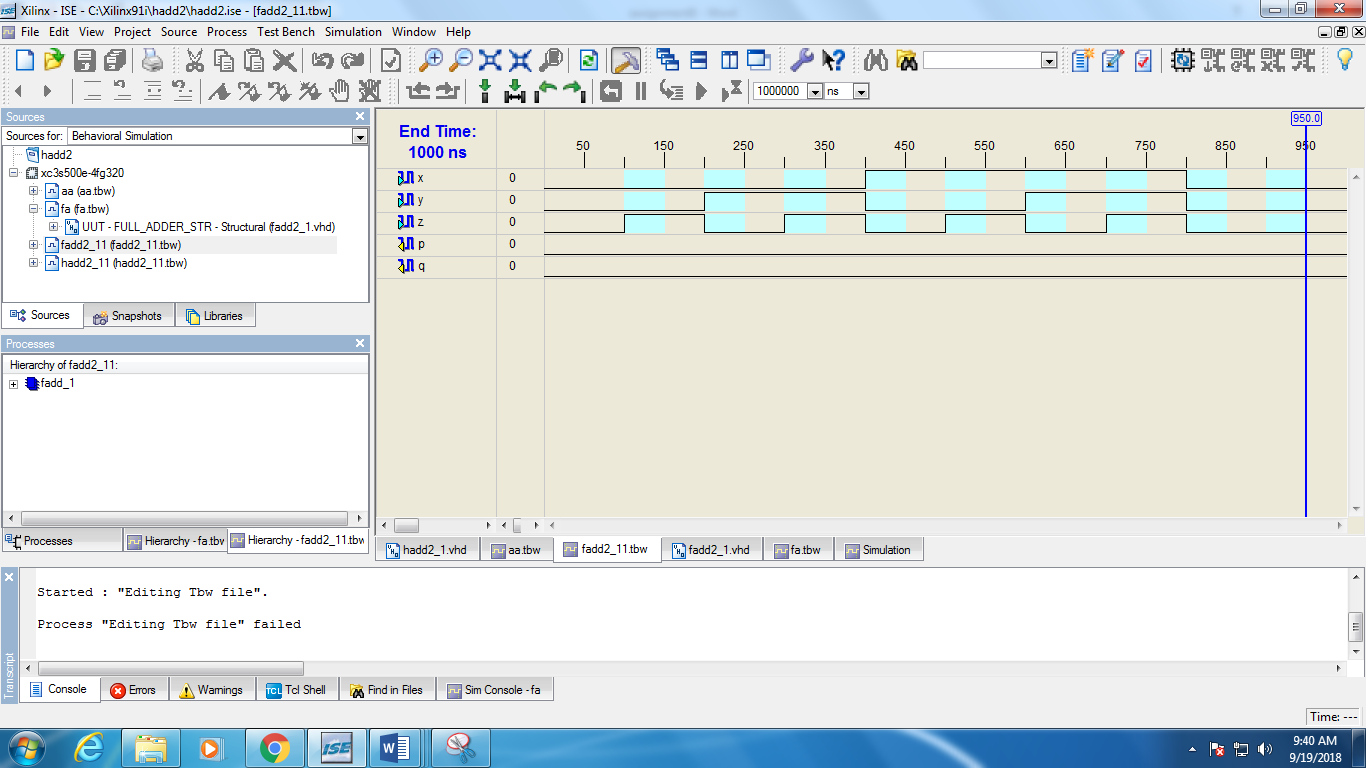 Xilinx - ISE - C:\Xilinx91i\hadd2\hadd2.ise - [fadd2_11.tbw]
File Edit View Project Source Process Test Bench Simulation Window Help
1000000 ns
Sources
Sources for: Behavioral Simulation
hadd2
xc3s500e-4fg320
aa (aa.tbw)
fa (fa.tbw)
UUT - FULL_ADDER_STR - Structural (fadd2_1.vhd)
fadd2_11 (fadd2_11.tbw)
hadd2_11 (hadd2_11.tbw)
Sources Snapshots Libraries
Processes
Hierarchy of fadd2_11:
fadd_1
Processes Hierarchy - fa.tbw Hierarchy - fadd2_11.tbw
950.0
End Time:
1000 ns
50 150 250 350 450 550 650 750 850 950
x 0
y 0
z 0
p 0
q 0
hadd2_1.vhd aa.tbw fadd2_11.tbw fadd2_1.vhd fa.tbw Simulation
Started : "Editing Tbw file".
Process "Editing Tbw file" failed
Transcript
Console Errors Warnings Tcl Shell Find in Files Sim Console - fa
Time: ---
ISE
9:40 AM
9/19/2018